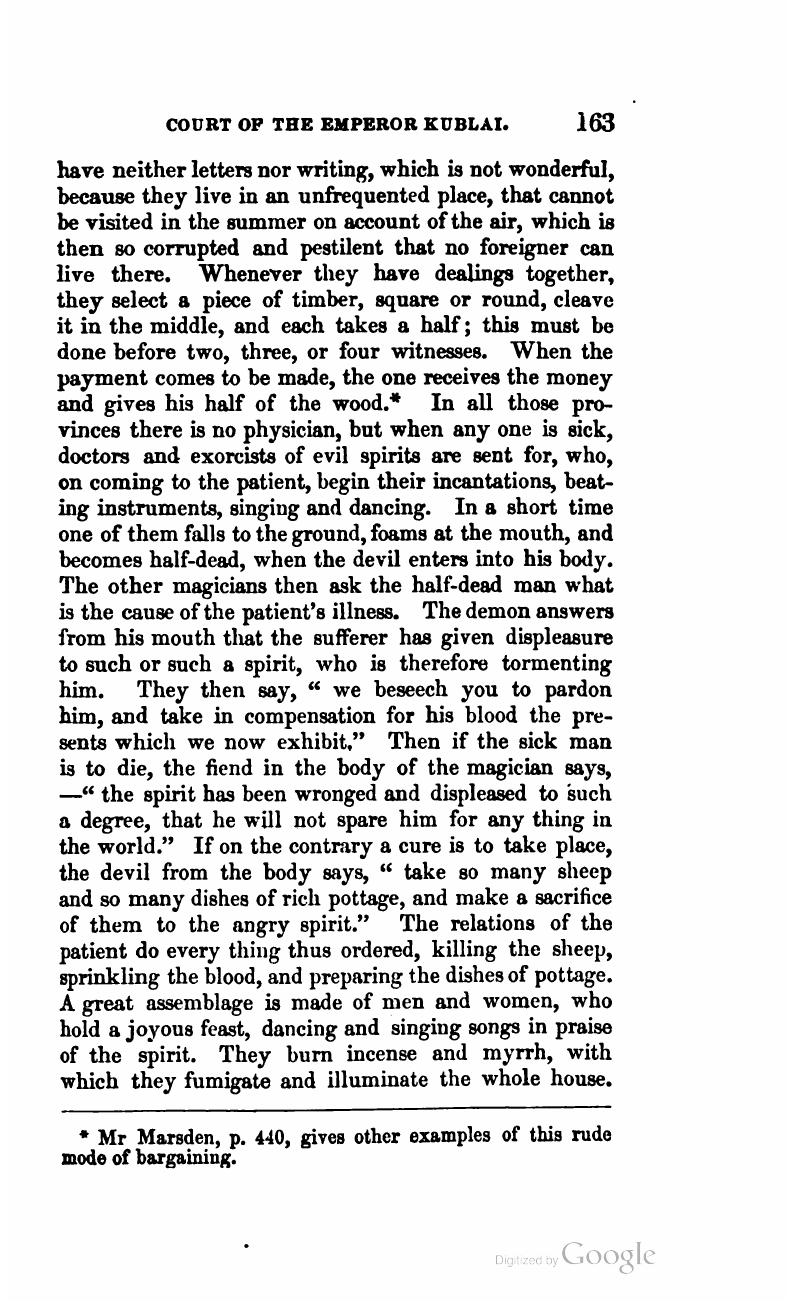 COURT OF THE EMPEROR KUBLAI. 163
have neither letters nor writing, which is not wonderful,
because they live in an unfrequented place, that cannot
be visited in the summer on account of the air, which is
then so corrupted and pestilent that no foreigner can
live there. Whenever they have dealings together,
they select a piece of timber, square or round, cleave
it in the middle, and each takes a half; this must be
done before two, three, or four witnesses. When the
payment comes to be made, the one receives the money
and gives his half of the wood.* In all those pro-
vinces there is no physician, but when any one is sick,
doctors and exorcists of evil spirits are sent for, who,
on coming to the patient, begin their incantations, beat-
ing instruments, singing and dancing. In a short time
one of them falls to the ground, foams at the mouth, and
becomes half-dead, when the devil enters into his body.
The other magicians then ask the half-dead man what
is the cause of the patient's illness. The demon answers
from his mouth that the sufferer has given displeasure
to such or such a spirit, who is therefore tormenting
him. They then say, “ we beseech you to pardon
him, and take in compensation for his blood the pre-
sents which we now exhibit.” Then if the sick man
is to die, the fiend in the body of the magician says,
—“ the spirit has been wronged and displeased to such
a degree, that he will not spare him for any thing in
the world.” If on the contrary a cure is to take place,
the devil from the body says, “ take so many sheep
and so many dishes of rich pottage, and make a sacrifice
of them to the angry spirit.” The relations of the
patient do every thing thus ordered, killing the sheep,
sprinkling the blood, and preparing the dishes of pottage.
A great assemblage is made of men and women, who
hold a joyous feast, dancing and singing songs in praise
of the spirit. They burn incense and myrrh, with
which they fumigate and illuminate the whole house.
* Mr Marsden, p. 440, gives other examples of this rude
mode of bargaining.
Digitized by Google